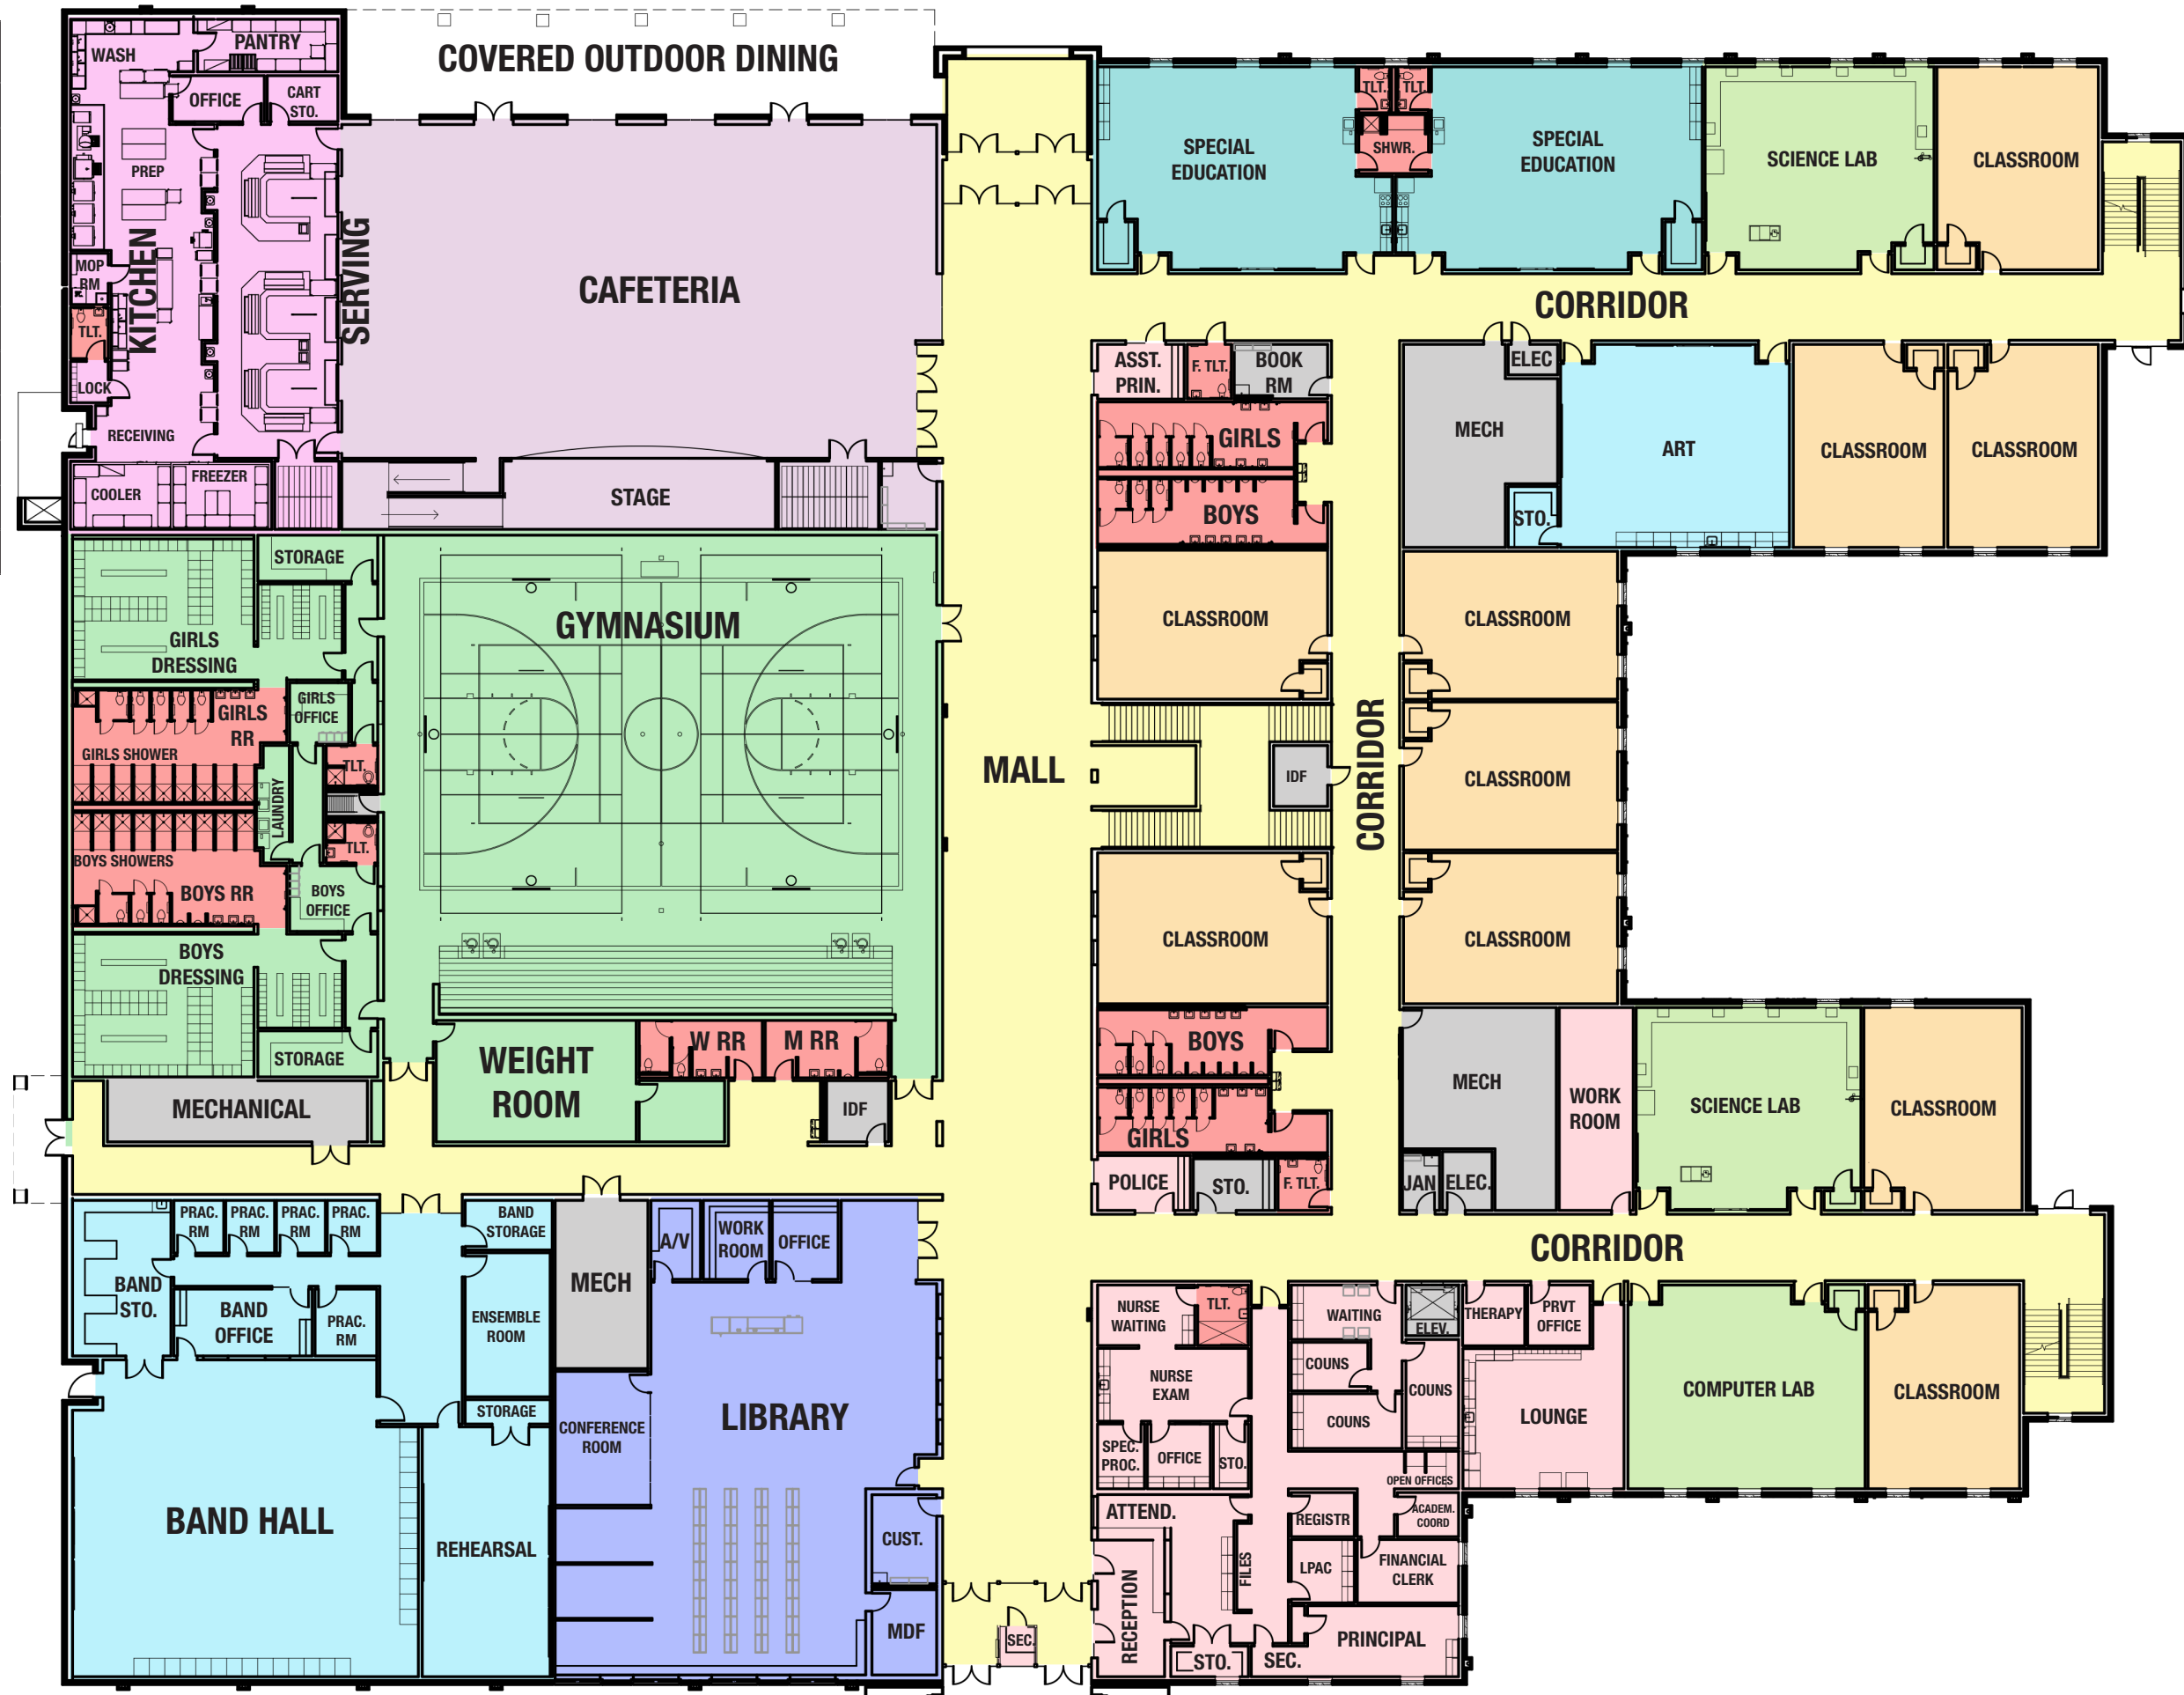 COVERED OUTDOOR DINING
WASH
PANTRY
OFFICE
CART
STO.
PREP
KITCHEN
MOP
RM
TLT.
LOCK
RECEIVING
COOLER
FREEZER
SERVING
CAFETERIA
STAGE
SPECIAL
EDUCATION
TLT.
TLT.
SHWR.
SPECIAL
EDUCATION
SCIENCE LAB
CLASSROOM
CORRIDOR
ASST.
PRIN.
F. TLT.
BOOK
RM
GIRLS
BOYS
MECH
ELEC
STO.
ART
CLASSROOM
CLASSROOM
STORAGE
GIRLS
DRESSING
GIRLS
RR
GIRLS
OFFICE
GIRLS SHOWER
TLT.
LAUNDRY
TLT.
BOYS SHOWERS
BOYS RR
BOYS
OFFICE
BOYS
DRESSING
STORAGE
GYMNASIUM
MALL
CLASSROOM
CLASSROOM
IDF
CORRIDOR
CLASSROOM
CLASSROOM
CLASSROOM
WEIGHT
ROOM
W RR
M RR
IDF
MECHANICAL
BOYS
GIRLS
POLICE
STO.
F. TLT.
MECH
JAN
ELEC.
WORK
ROOM
SCIENCE LAB
CLASSROOM
CORRIDOR
PRAC.
RM
PRAC.
RM
PRAC.
RM
PRAC.
RM
BAND
STORAGE
BAND
STO.
BAND
OFFICE
PRAC.
RM
ENSEMBLE
ROOM
STORAGE
MECH
A/V
WORK
ROOM
OFFICE
BAND HALL
REHEARSAL
CONFERENCE
ROOM
LIBRARY
CUST.
MDF
SEC.
NURSE
WAITING
TLT.
NURSE
EXAM
SPEC.
PROC.
OFFICE
STO.
WAITING
ELEV.
COUNS
COUNS
COUNS
OPEN OFFICES
THERAPY
PRVT
OFFICE
LOUNGE
COMPUTER LAB
CLASSROOM
ATTEND.
RECEPTION
FILES
REGISTR
ACADEM.
COORD
LPAC
FINANCIAL
CLERK
STO.
SEC.
PRINCIPAL